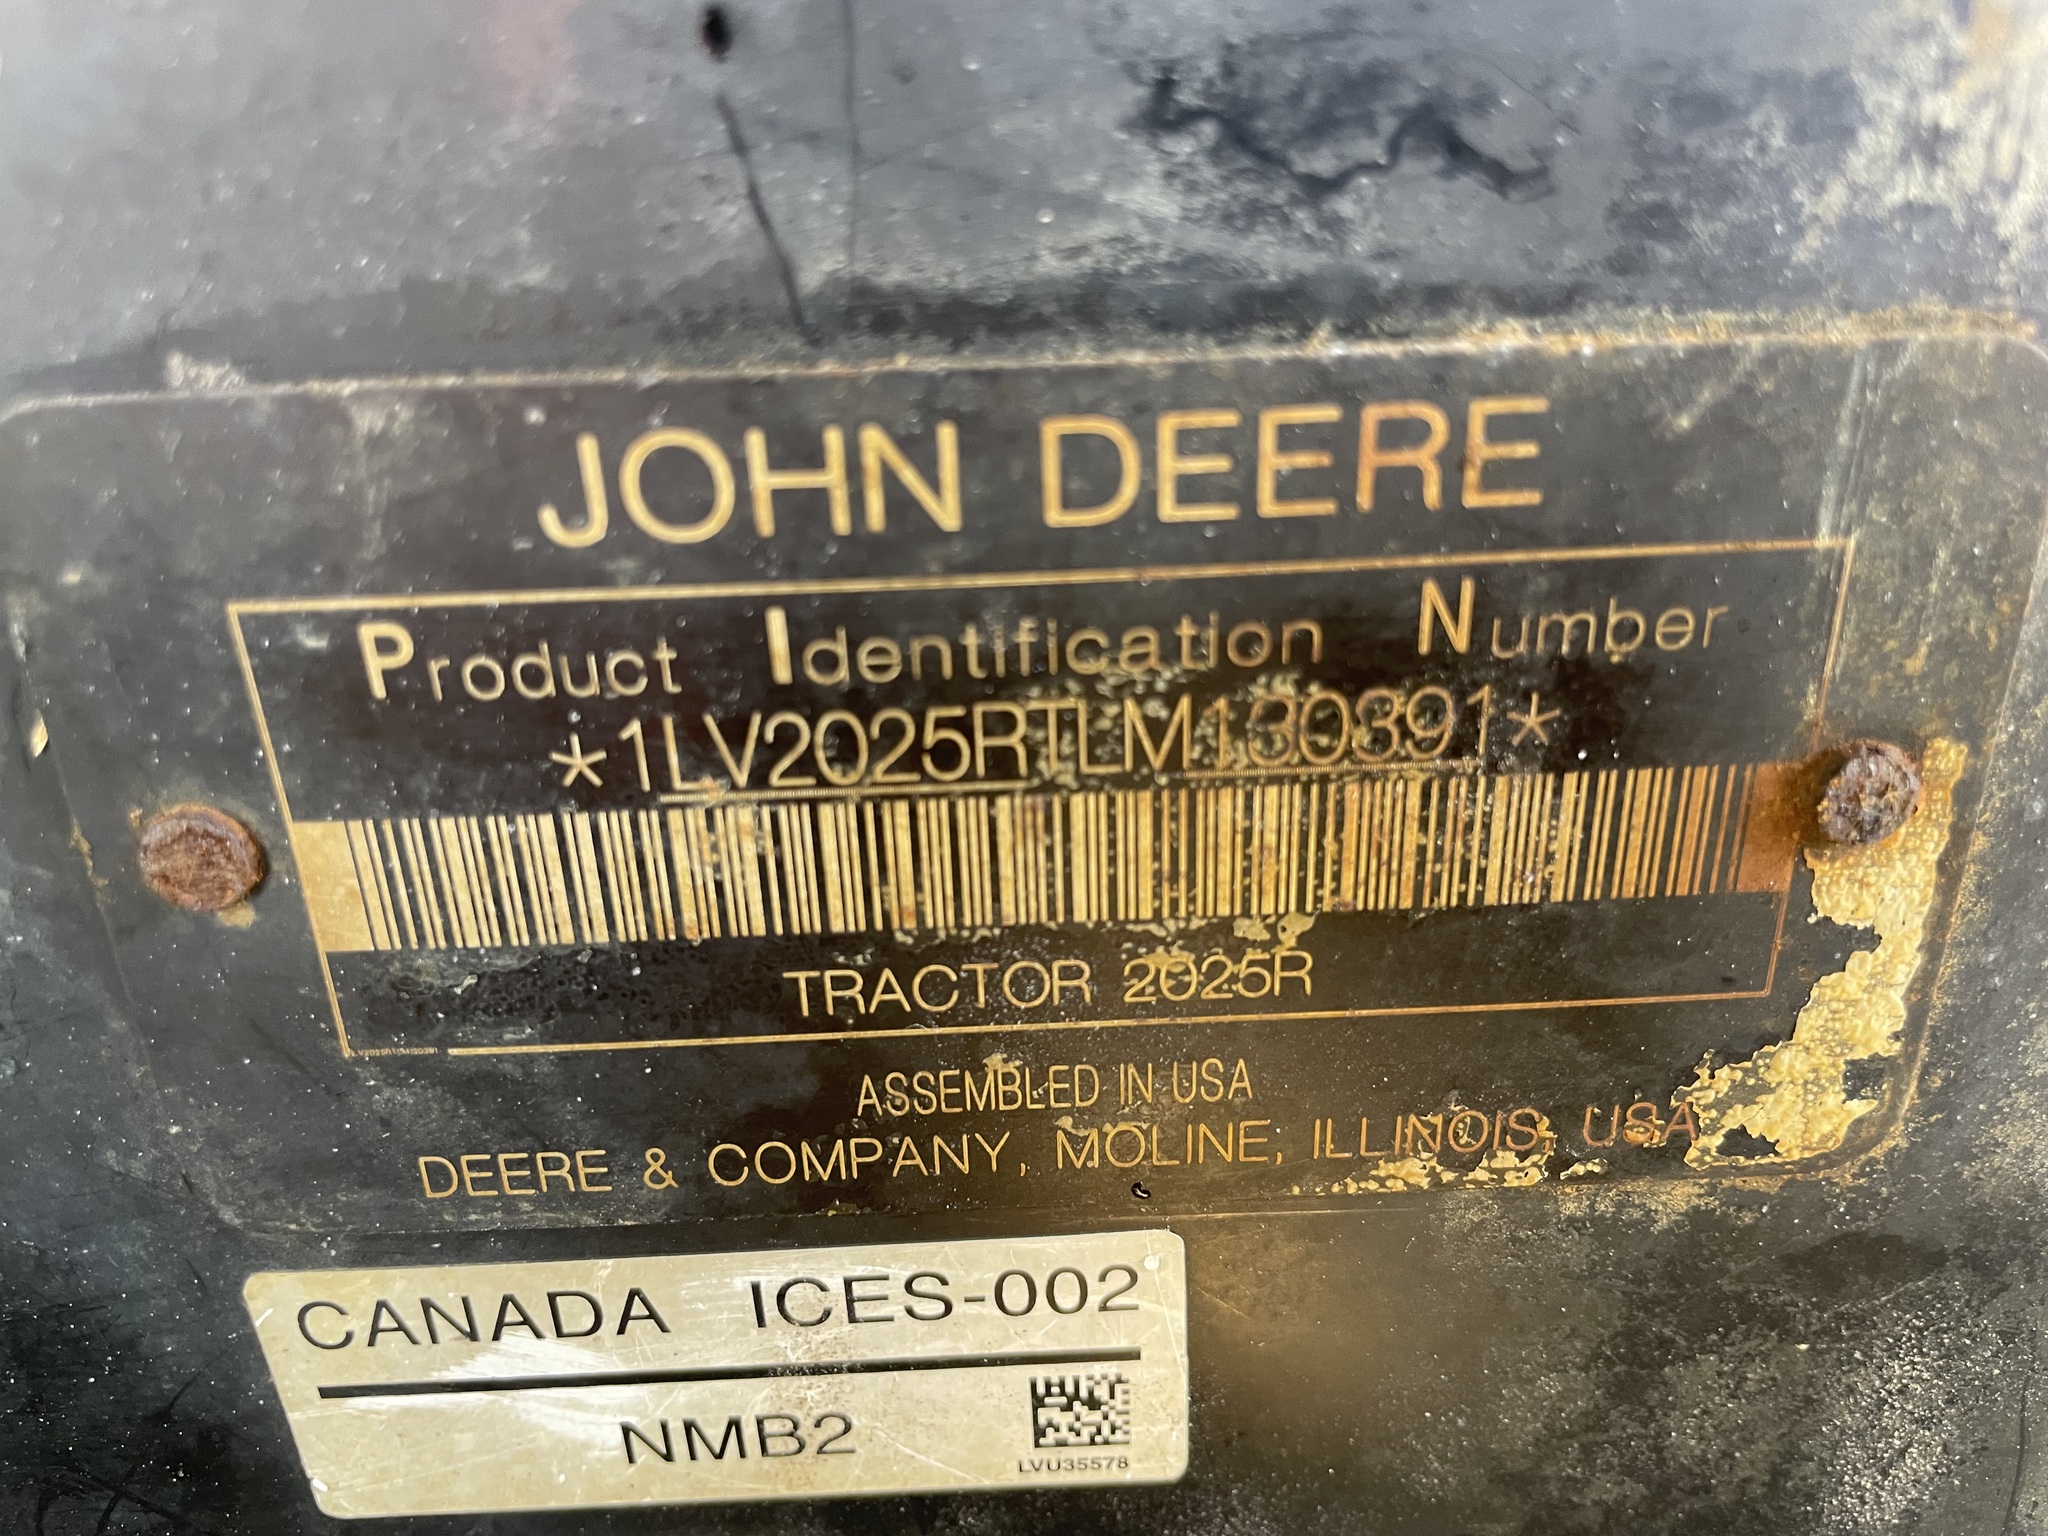 JOHN DEERE
Product Identification Number
*1LV2025RTLM130391*
TRACTOR 2025R
ASSEMBLED IN USA
DEERE & COMPANY, MOLINE, ILLINOIS, USA
CANADA ICES-002
NMB2
LVU35578